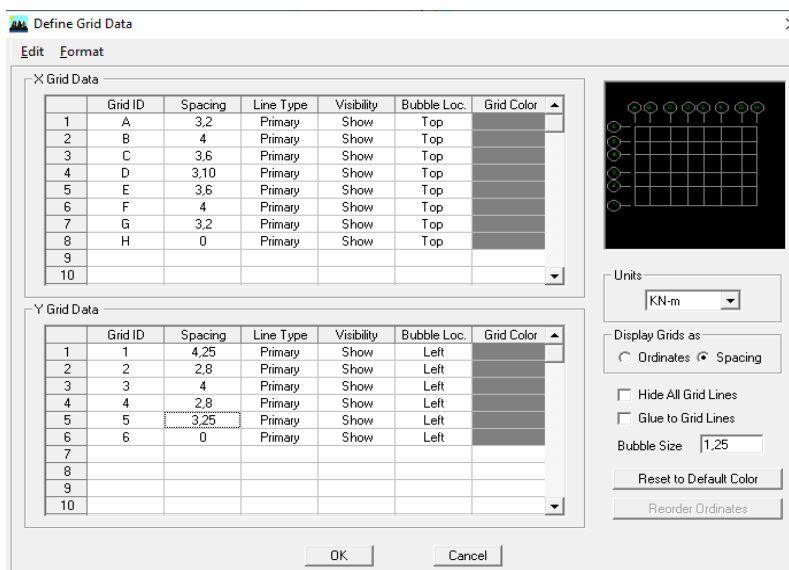 Define Grid Data
Edit Format
X Grid Data
Grid ID Spacing Line Type Visibility Bubble Loc. Grid Color
1 A 3,2 Primary Show Top
2 B 4 Primary Show Top
3 C 3,6 Primary Show Top
4 D 3,10 Primary Show Top
5 E 3,6 Primary Show Top
6 F 4 Primary Show Top
7 G 3,2 Primary Show Top
8 H 0 Primary Show Top
9
10
Y Grid Data
Grid ID Spacing Line Type Visibility Bubble Loc. Grid Color
1 1 4,25 Primary Show Left
2 2 2,8 Primary Show Left
3 3 4 Primary Show Left
4 4 2,8 Primary Show Left
5 5 3,25 Primary Show Left
6 6 0 Primary Show Left
7
8
9
10
Units
KN-m
Display Grids as
Ordinates Spacing
Hide All Grid Lines
Glue to Grid Lines
Bubble Size 1,25
Reset to Default Color
Reorder Ordinates
OK Cancel